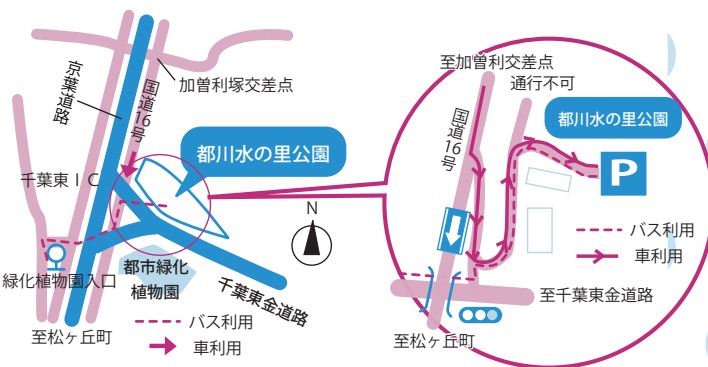 京葉道路
国道16号
加曽利塚交差点
都川水の里公園
千葉東IC
N
緑化植物園入口
都市緑化
植物園
千葉東金道路
至松ヶ丘町
バス利用
車利用
至加曽利交差点
通行不可
国道16号
都川水の里公園
P
バス利用
車利用
至千葉東金道路
至松ヶ丘町